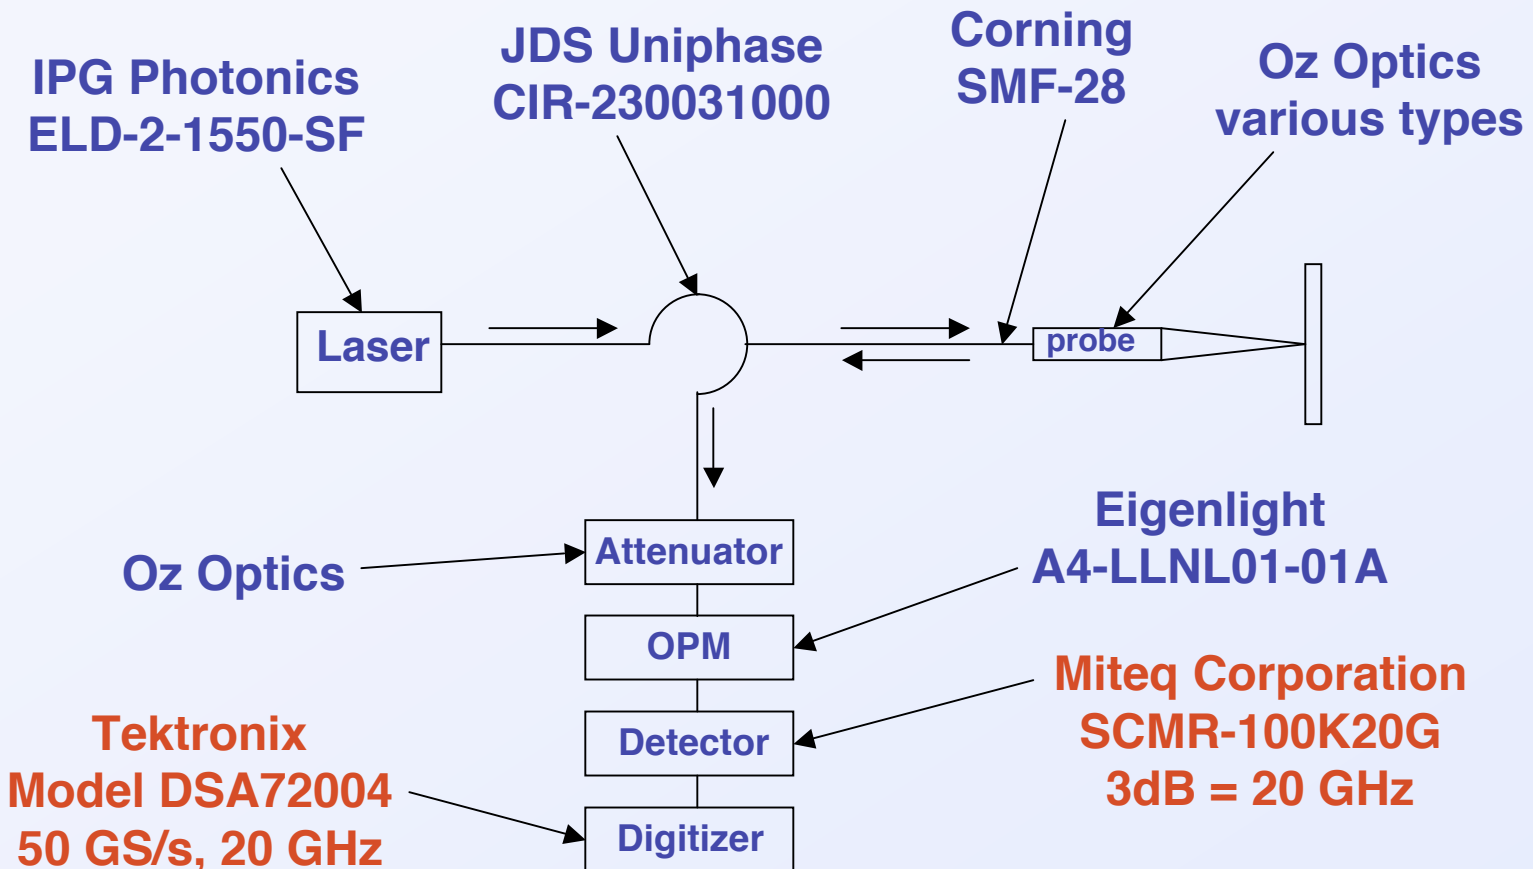 IPG Photonics
ELD-2-1550-SF
JDS Uniphase
CIR-230031000
Corning
SMF-28
Oz Optics
various types
Laser
probe
Oz Optics
Attenuator
Eigenlight
A4-LLNL01-01A
OPM
Miteq Corporation
SCMR-100K20G
3dB = 20 GHz
Detector
Tektronix
Model DSA72004
50 GS/s, 20 GHz
Digitizer